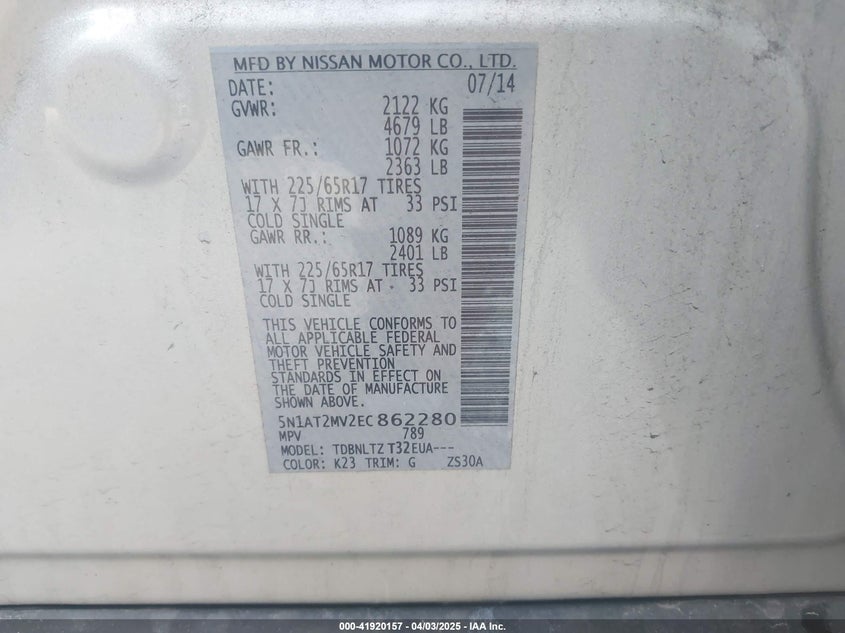 MFD BY NISSAN MOTOR CO., LTD.
DATE: 07/14
GVWR: 2122 KG
4679 LB
GAWR FR.: 1072 KG
2363 LB
WITH 225/65R17 TIRES
17 X 7J RIMS AT 33 PSI
COLD SINGLE
GAWR RR.: 1089 KG
2401 LB
WITH 225/65R17 TIRES
17 X 7J RIMS AT 33 PSI
COLD SINGLE
THIS VEHICLE CONFORMS TO
ALL APPLICABLE FEDERAL
MOTOR VEHICLE SAFETY AND
THEFT PREVENTION
STANDARDS IN EFFECT ON
THE DATE OF MANUFACTURE
SHOWN ABOVE.
5N1AT2MV2EC862280
MPV 789
MODEL: TDBNLTZ T32EUA---
COLOR: K23 TRIM: G ZS30A
000-41920157 - 04/03/2025 - IAA Inc.